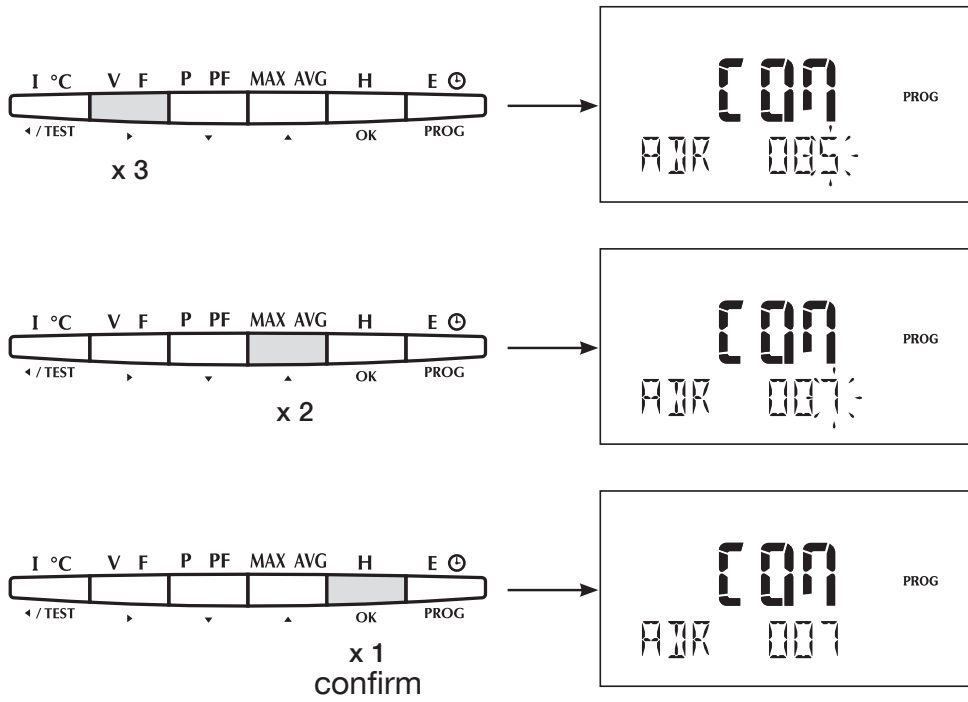 I °C V F P PF MAX AVG H E
◂ / TEST ▸ ▾ ▴ OK PROG
x 3
COM PROG
ADR 005
I °C V F P PF MAX AVG H E
◂ / TEST ▸ ▾ ▴ OK PROG
x 2
COM PROG
ADR 007
I °C V F P PF MAX AVG H E
◂ / TEST ▸ ▾ ▴ OK PROG
x 1
confirm
COM PROG
ADR 007